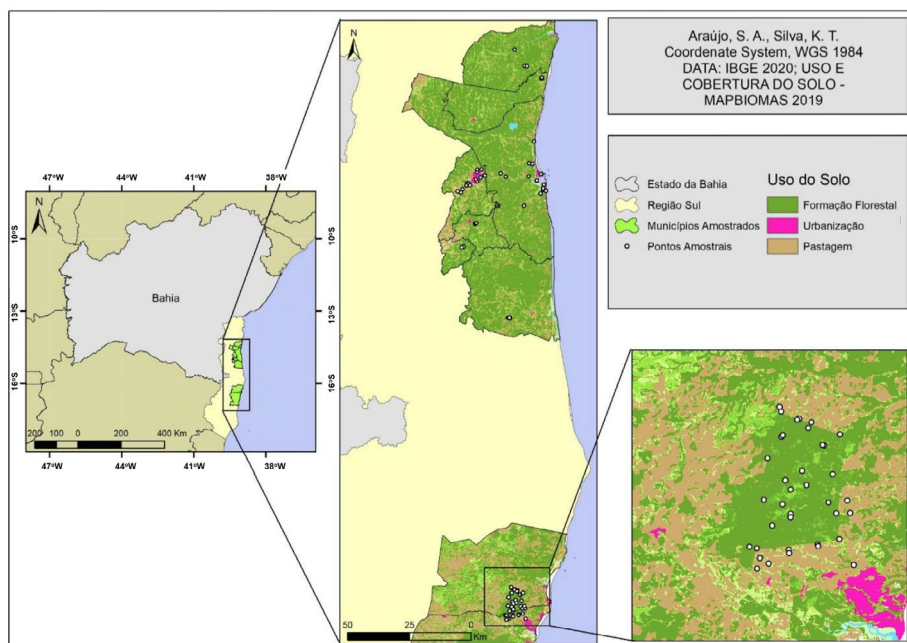 Araújo, S. A., Silva, K. T.
Coordenate System, WGS 1984
DATA: IBGE 2020; USO E
COBERTURA DO SOLO -
MAPBIOMAS 2019
Estado da Bahia
Região Sul
Municípios Amostrados
Pontos Amostrais
Uso do Solo
Formação Florestal
Urbanização
Pastagem
N
47°W 44°W 41°W 38°W
N
10°S
13°S
16°S
10°S
13°S
16°S
Bahia
200 100 0 200 400 Km
47°W 44°W 41°W 38°W
50 25 0
Km